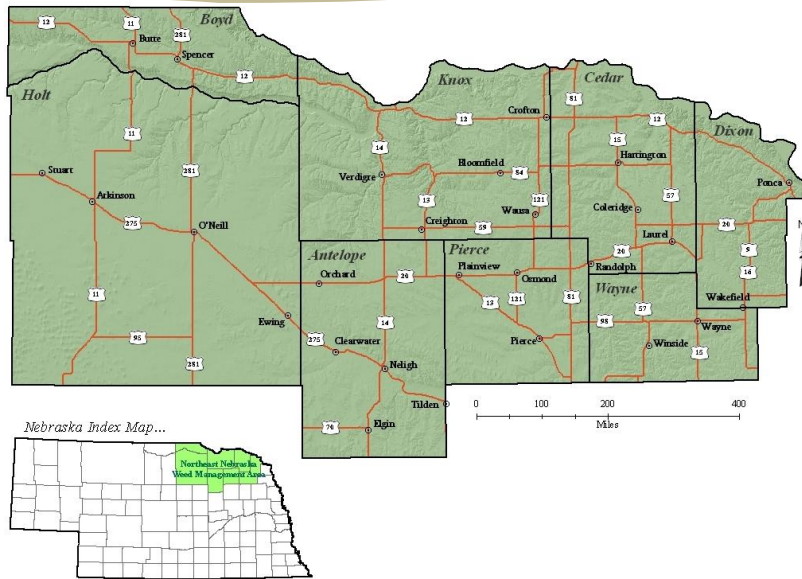 Boyd
12
11
281
Butte
Spencer
12
Knox
Cedar
Holt
81
Crofton
12
12
11
14
15
Dixon
Hartington
281
Bloomfield
84
Stuart
Verdigre
Ponca
13
121
57
Atkinson
Wausa
Coleridge
275
O'Neill
Creighton
59
20
Laurel
N
Antelope
Pierce
20
9
Plainview
Randolph
16
Orchard
20
Osmond
Wayne
11
13
121
81
Wakefield
14
57
Ewing
98
Wayne
95
275
Clearwater
Pierce
Winside
15
281
Neligh
Tilden
0 100 200 400
Miles
70
Elgin
Nebraska Index Map...
Northeast Nebraska
Weed Management Area